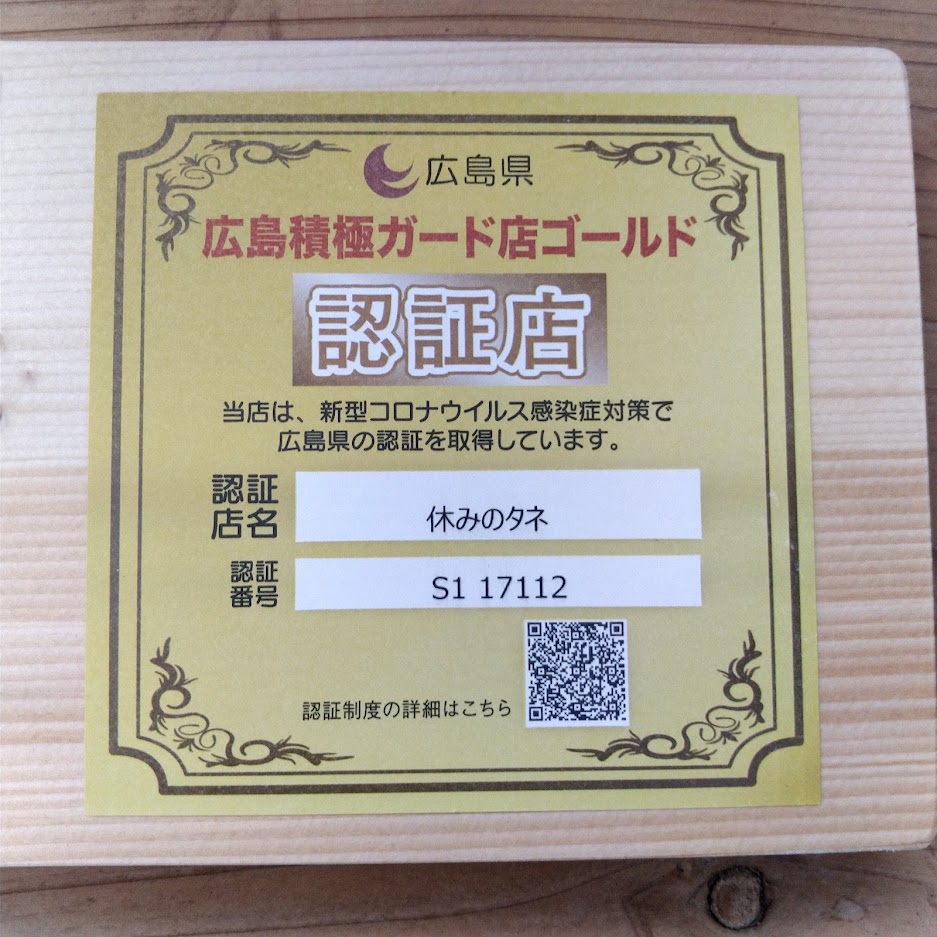 広島県
広島積極ガード店ゴールド
認証店
当店は、新型コロナウイルス感染症対策で
広島県の認証を取得しています。
認証
店名
休みのタネ
認証
番号
S1 17112
認証制度の詳細はこちら